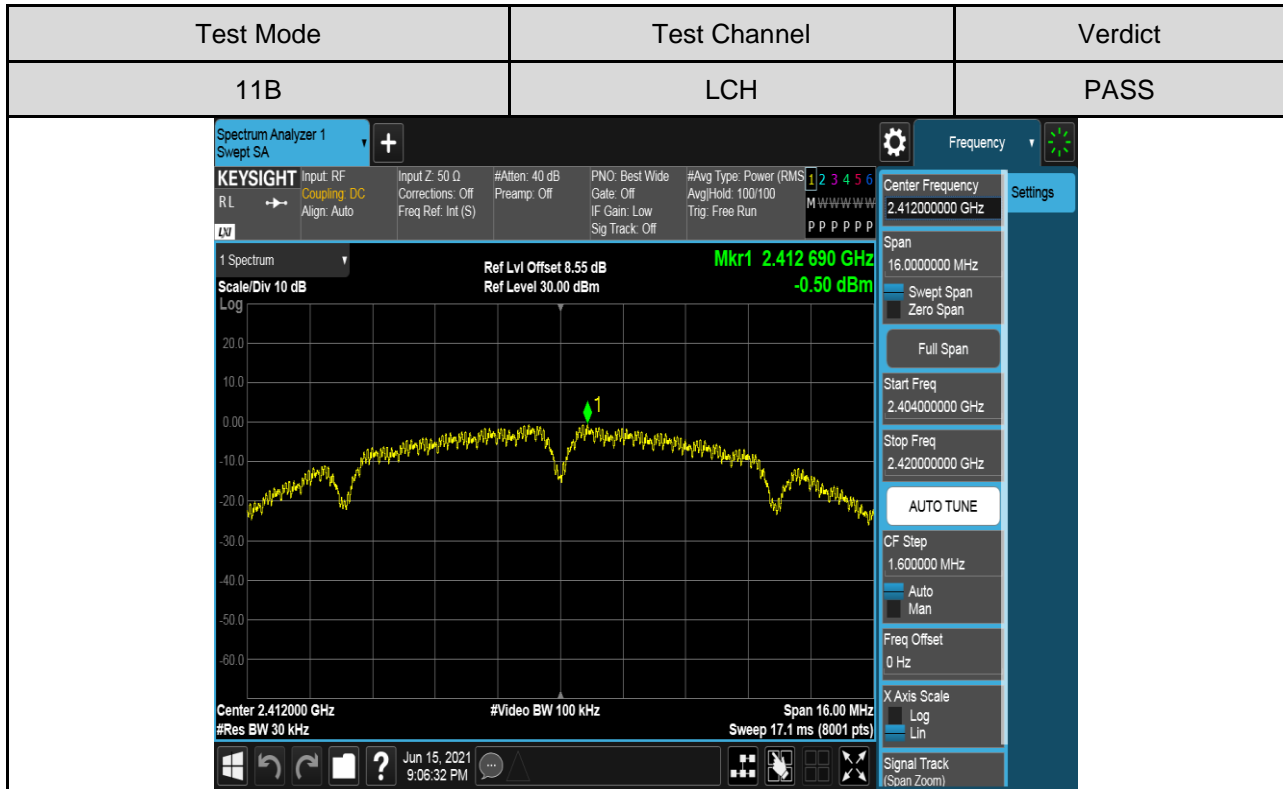 Test Mode Test Channel Verdict
11B LCH PASS
Spectrum Analyzer 1
Swept SA
+
Frequency
KEYSIGHT
RL
LXI
Input: RF
Coupling: DC
Align: Auto
Input Z: 50 Ω
Corrections: Off
Freq Ref: Int (S)
#Atten: 40 dB
Preamp: Off
PNO: Best Wide
Gate: Off
IF Gain: Low
Sig Track: Off
#Avg Type: Power (RMS
Avg|Hold: 100/100
Trig: Free Run
1 2 3 4 5 6
M W W W W W
P P P P P P
1 Spectrum
Scale/Div 10 dB
Log
Ref Lvl Offset 8.55 dB
Ref Level 30.00 dBm
Mkr1 2.412 690 GHz
-0.50 dBm
20.0
10.0
0.00
-10.0
-20.0
-30.0
-40.0
-50.0
-60.0
1
Center 2.412000 GHz
#Res BW 30 kHz
#Video BW 100 kHz
Span 16.00 MHz
Sweep 17.1 ms (8001 pts)
Center Frequency
2.412000000 GHz
Settings
Span
16.0000000 MHz
Swept Span
Zero Span
Full Span
Start Freq
2.404000000 GHz
Stop Freq
2.420000000 GHz
AUTO TUNE
CF Step
1.600000 MHz
Auto
Man
Freq Offset
0 Hz
X Axis Scale
Log
Lin
Signal Track
(Span Zoom)
?
Jun 15, 2021
9:06:32 PM